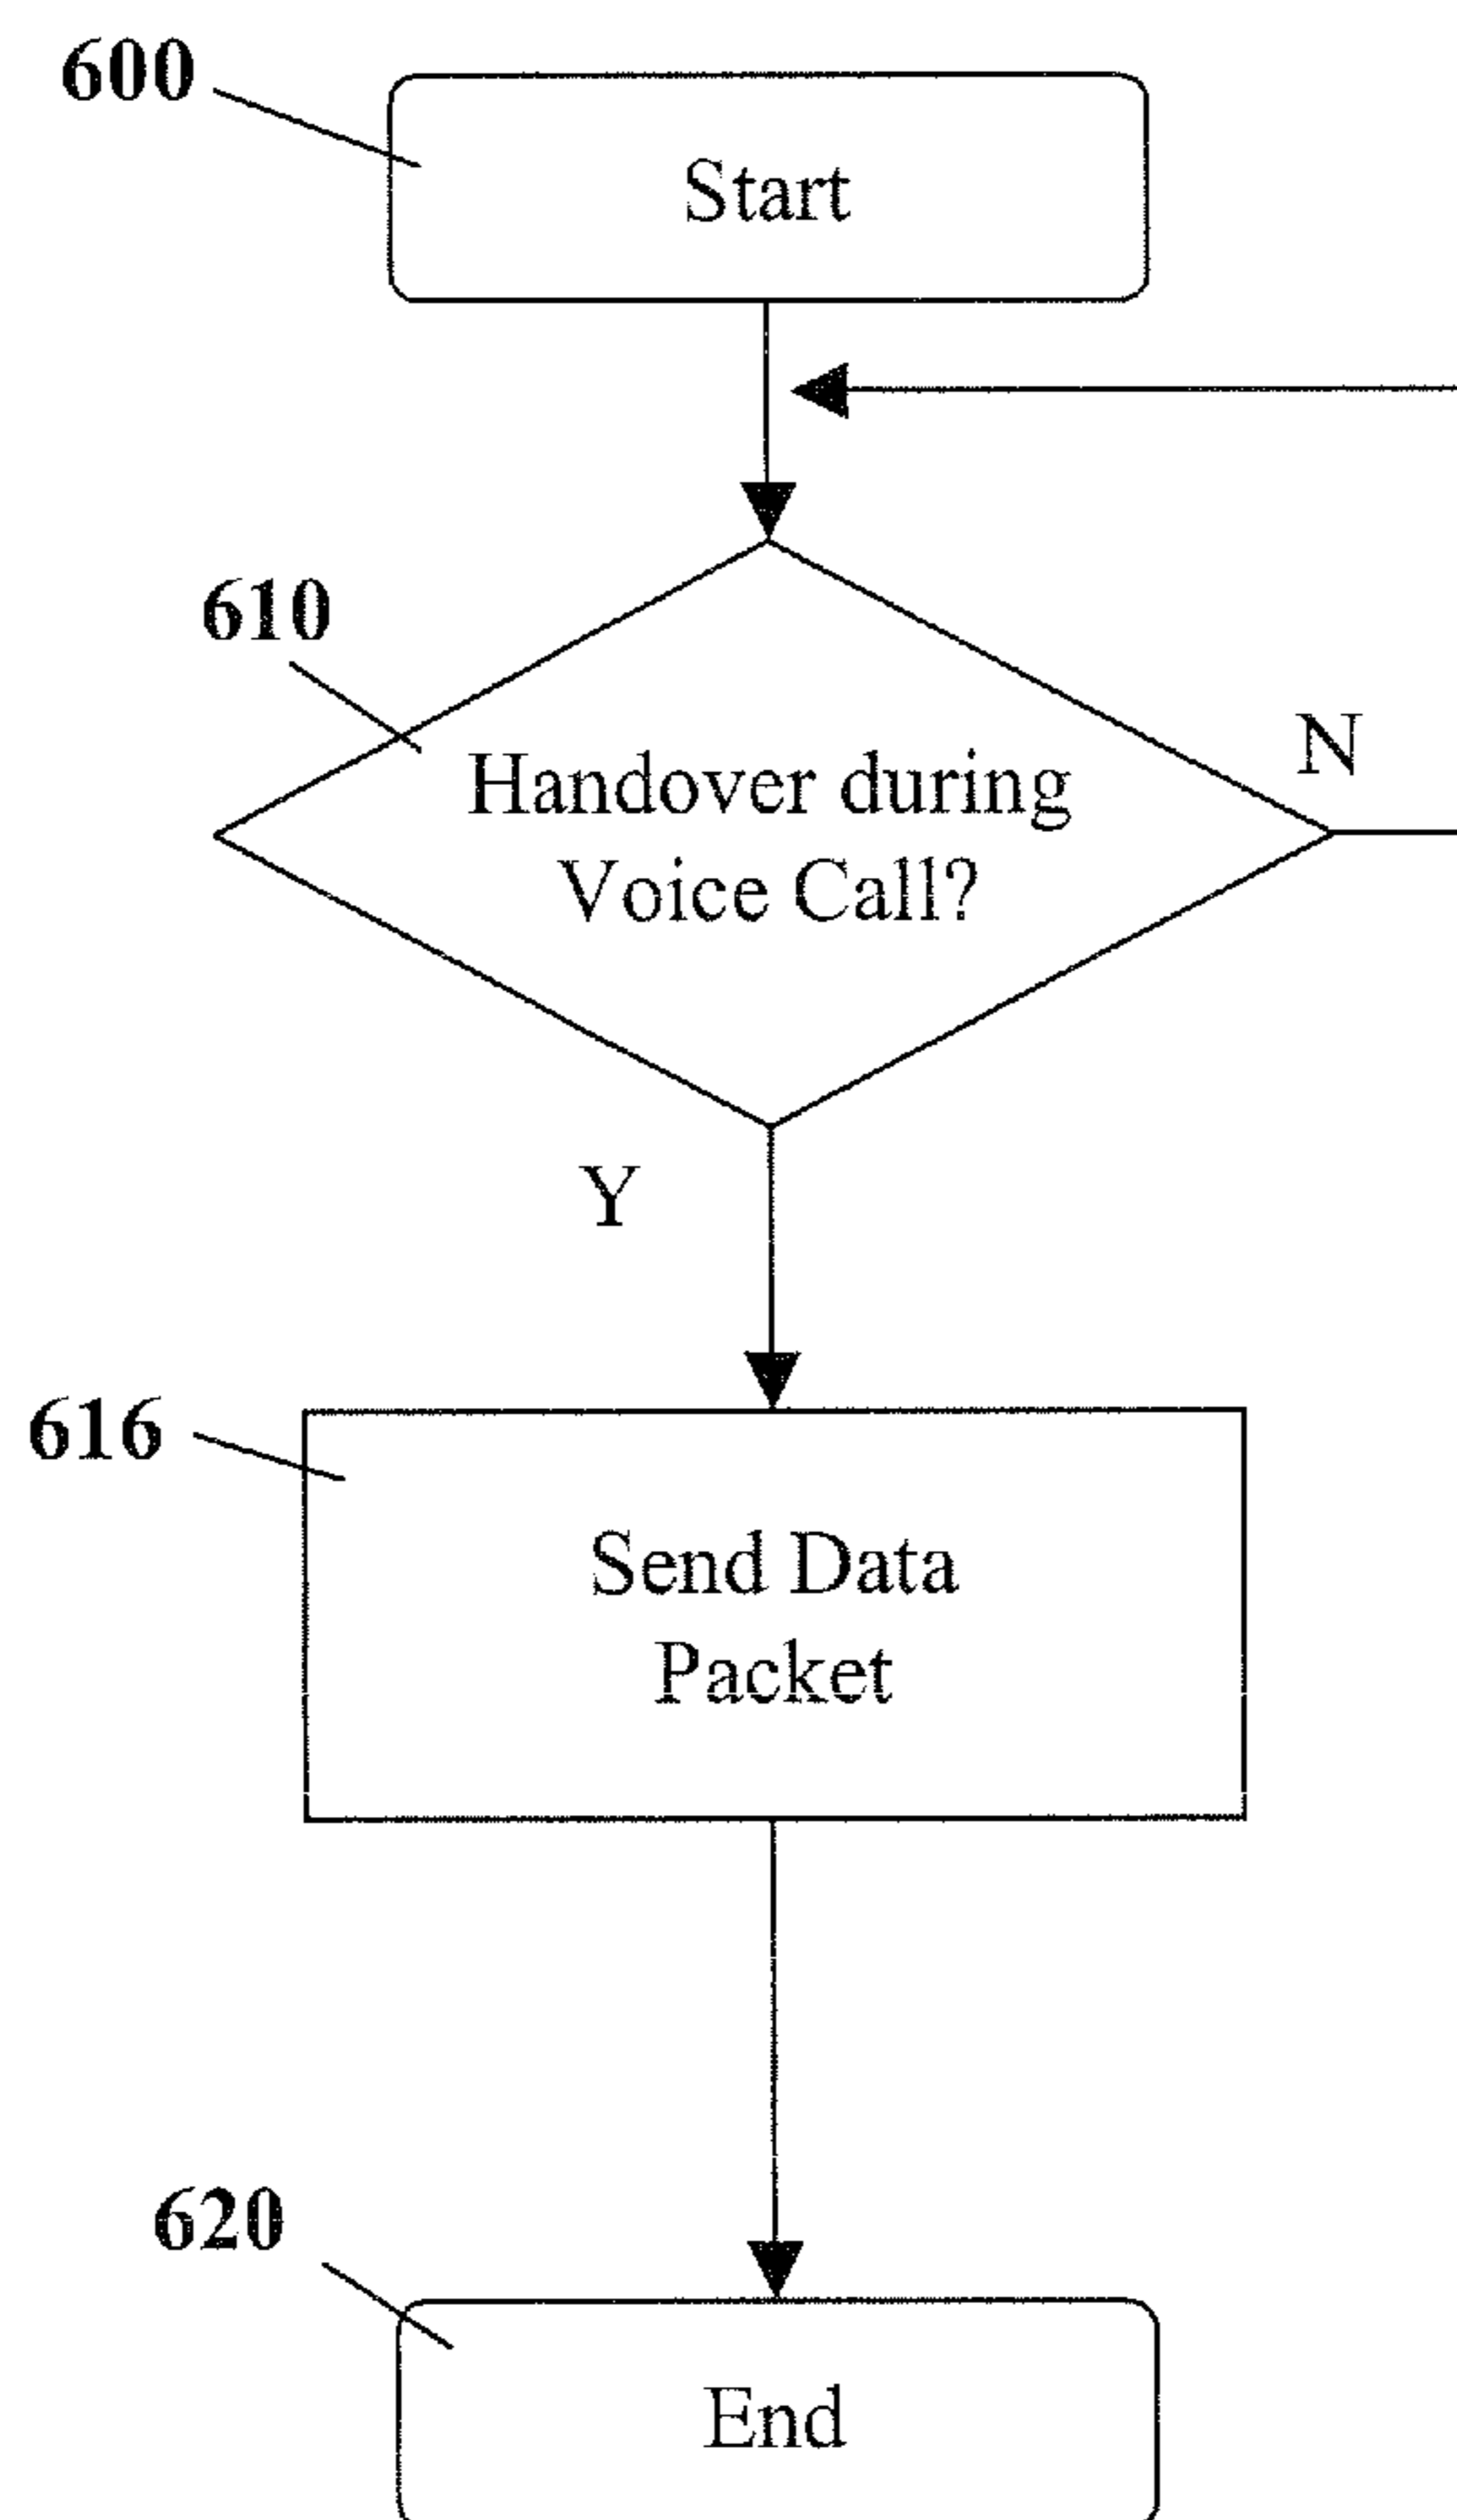 600
Start
610
N
Handover during
Voice Call?
Y
616
Send Data
Packet
620
End